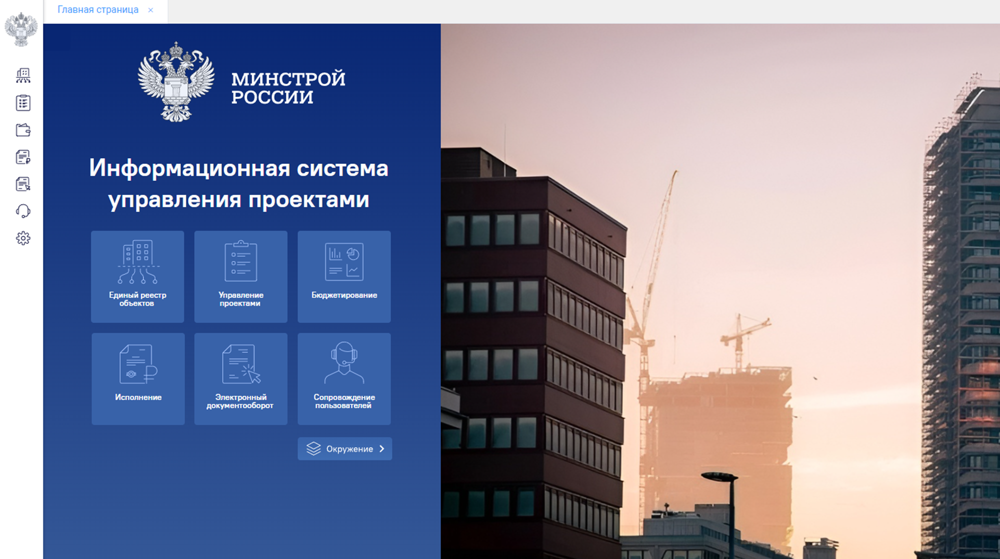 Главная страница
МИНСТРОЙ
РОССИИ
Информационная система
управления проектами
Единый реестр
объектов
Управление
проектами
Бюджетирование
Исполнение
Электронный
документооборот
Сопровождение
пользователей
Окружение